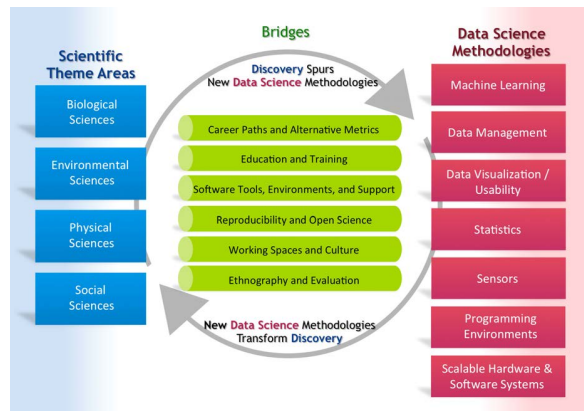 Bridges
Scientific
Theme Areas
Biological
Sciences
Environmental
Sciences
Physical
Sciences
Social
Sciences
Discovery Spurs
New Data Science Methodologies
Career Paths and Alternative Metrics
Education and Training
Software Tools, Environments, and Support
Reproducibility and Open Science
Working Spaces and Culture
Ethnography and Evaluation
New Data Science Methodologies
Transform Discovery
Data Science
Methodologies
Machine Learning
Data Management
Data Visualization /
Usability
Statistics
Sensors
Programming
Environments
Scalable Hardware &
Software Systems